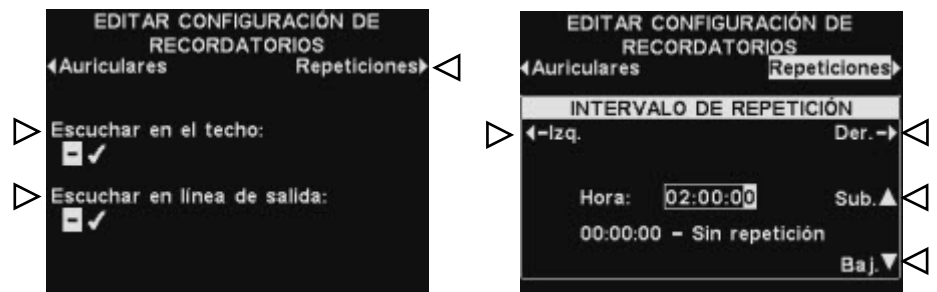 EDITAR CONFIGURACIÓN DE
RECORDATORIOS
Auriculares Repeticiones
Escuchar en el techo:
- ✓
Escuchar en línea de salida:
- ✓
EDITAR CONFIGURACIÓN DE
RECORDATORIOS
Auriculares Repeticiones
INTERVALO DE REPETICIÓN
-Izq. Der.-
Hora: 02:00:00 Sub.
00:00:00 - Sin repetición
Baj.